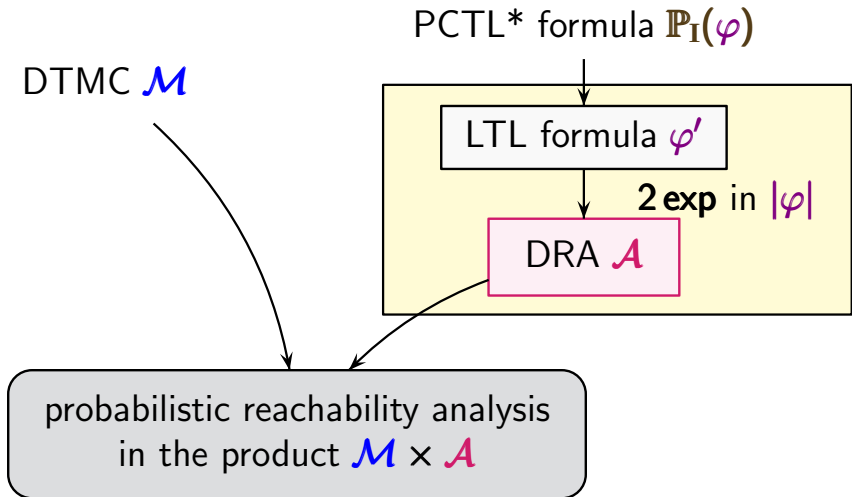 PCTL* formula ℙ_I(φ)
DTMC 𝓜
LTL formula φ′
2 exp in |φ|
DRA 𝓐
probabilistic reachability analysis
in the product 𝓜 × 𝓐